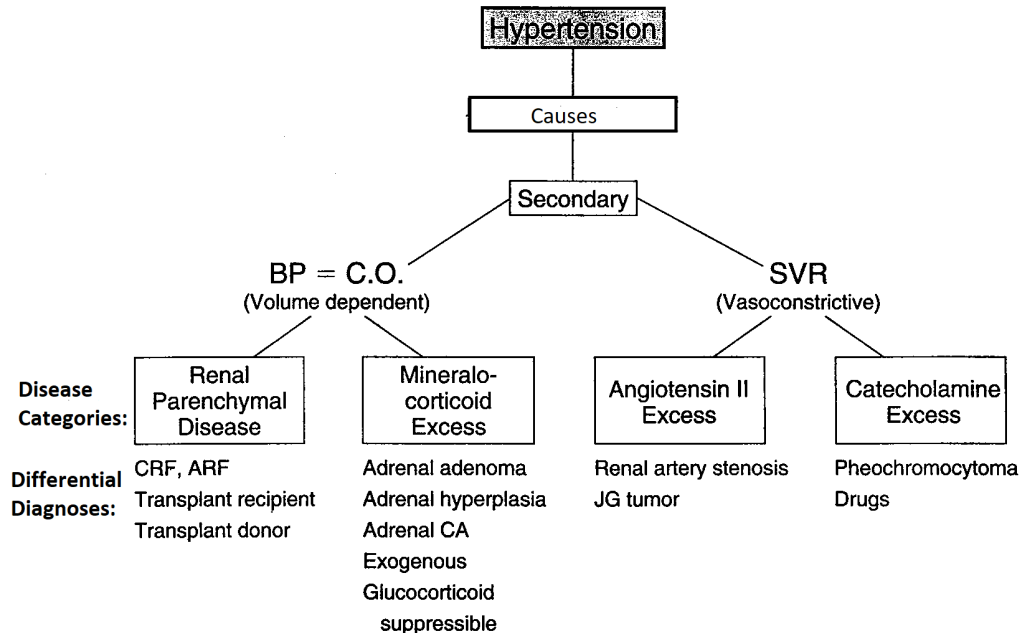 Hypertension
Causes
Secondary
BP = C.O.
(Volume dependent)
SVR
(Vasoconstrictive)
Disease
Categories:
Renal
Parenchymal
Disease
Mineralo-
corticoid
Excess
Angiotensin II
Excess
Catecholamine
Excess
Differential
Diagnoses:
CRF, ARF
Transplant recipient
Transplant donor
Adrenal adenoma
Adrenal hyperplasia
Adrenal CA
Exogenous
Glucocorticoid
suppressible
Renal artery stenosis
JG tumor
Pheochromocytoma
Drugs